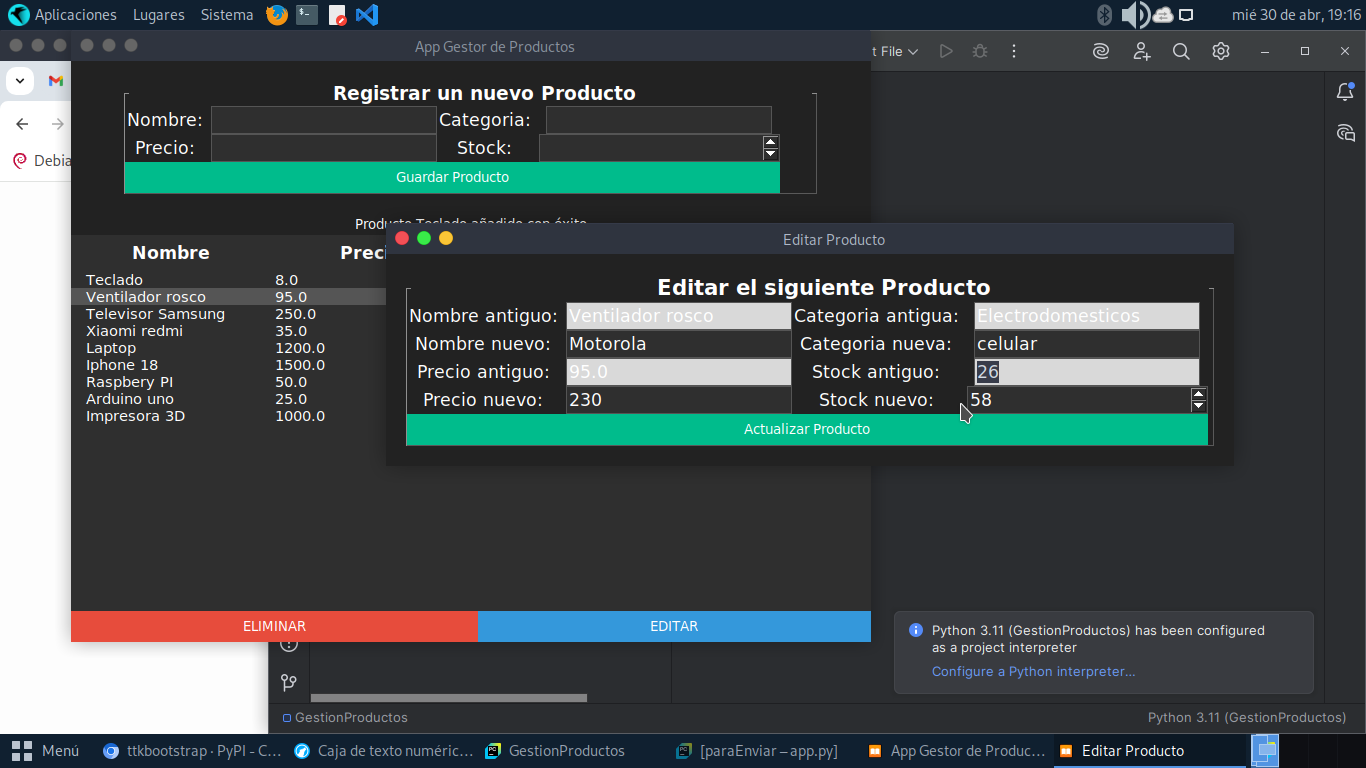 Aplicaciones Lugares Sistema mié 30 de abr, 19:16
App Gestor de Productos
t File
Registrar un nuevo Producto
Nombre: Categoria:
Precio: Stock:
Guardar Producto
Debia
Producto Teclado añadido con éxito
Nombre Preci
Teclado 8.0
Ventilador rosco 95.0
Televisor Samsung 250.0
Xiaomi redmi 35.0
Laptop 1200.0
Iphone 18 1500.0
Raspbery PI 50.0
Arduino uno 25.0
Impresora 3D 1000.0
ELIMINAR EDITAR
Editar Producto
Editar el siguiente Producto
Nombre antiguo: Ventilador rosco Categoria antigua: Electrodomesticos
Nombre nuevo: Motorola Categoria nueva: celular
Precio antiguo: 95.0 Stock antiguo: 26
Precio nuevo: 230 Stock nuevo: 58
Actualizar Producto
Python 3.11 (GestionProductos) has been configured
as a project interpreter
Configure a Python interpreter...
GestionProductos Python 3.11 (GestionProductos)
Menú ttkbootstrap · PyPI - C... Caja de texto numéric... GestionProductos [paraEnviar – app.py] App Gestor de Produc... Editar Producto